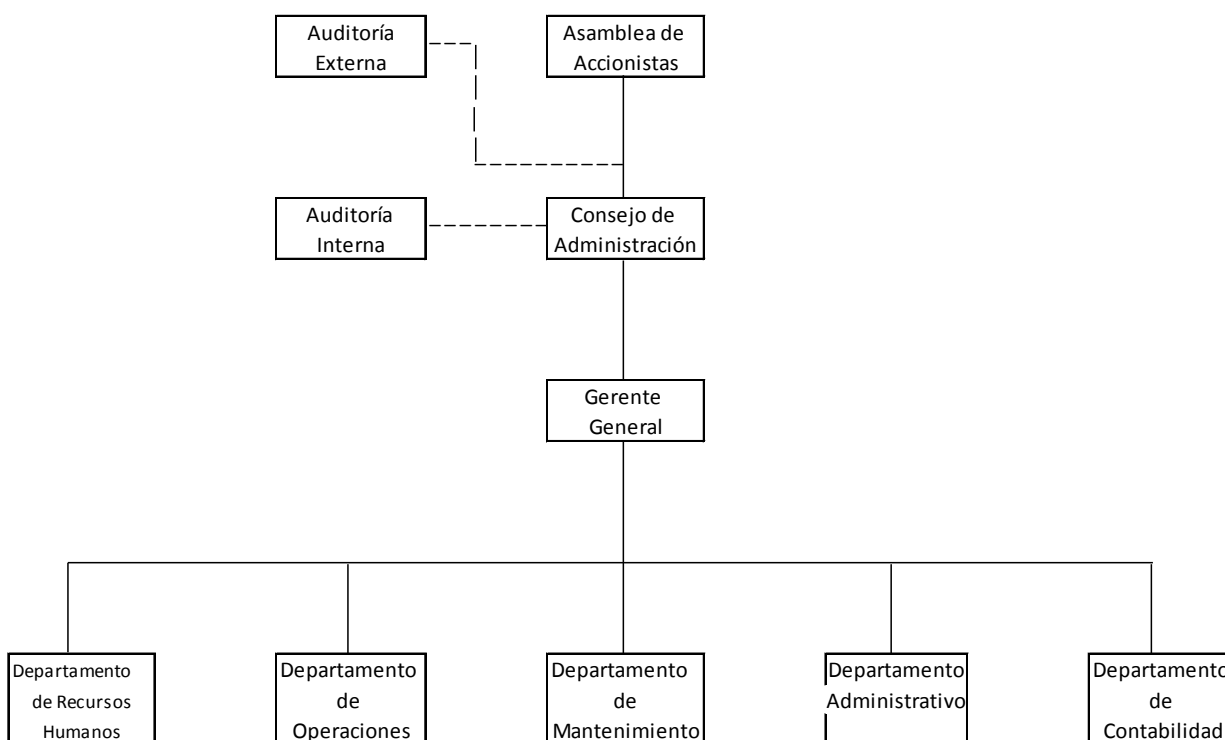 Auditoría
Externa
Asamblea de
Accionistas
Auditoría
Interna
Consejo de
Administración
Gerente
General
Departamento
de Recursos
Humanos
Departamento
de
Operaciones
Departamento
de
Mantenimiento
Departamento
Administrativo
Departamento
de
Contabilidad